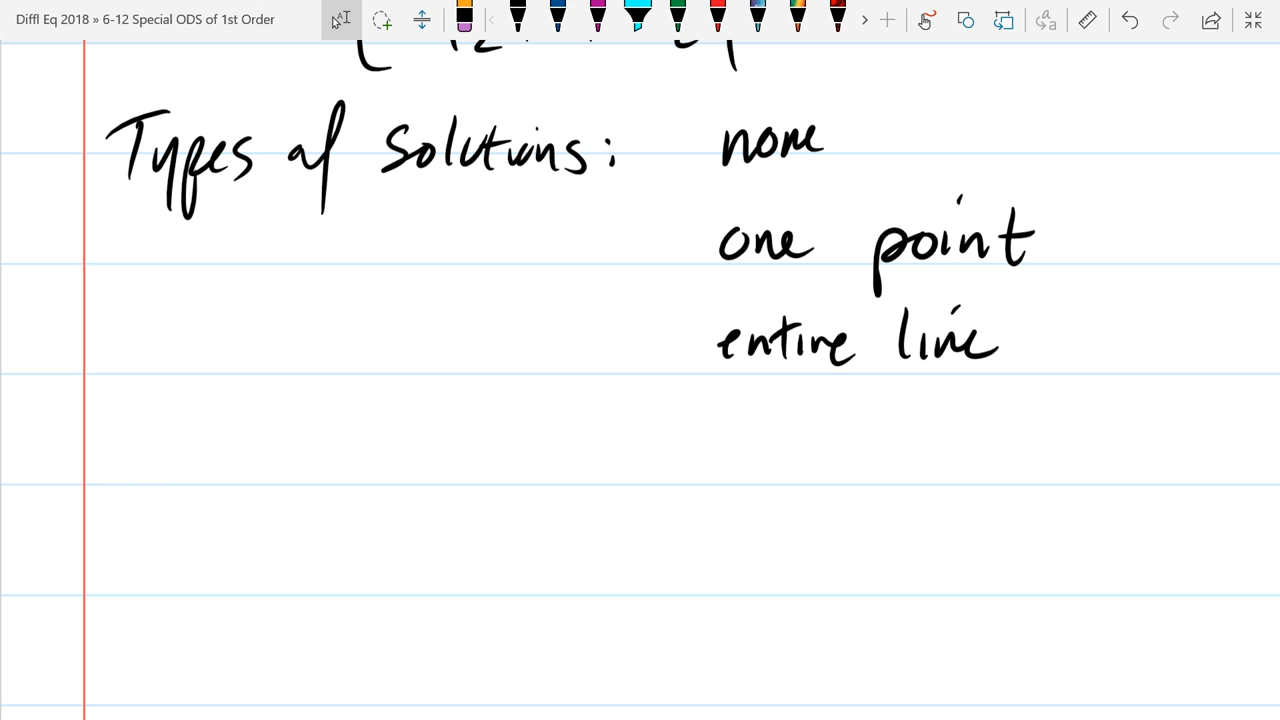 Diffl Eq 2018 » 6-12 Special ODS of 1st Order
Types of Solutions: none
one point
entire line